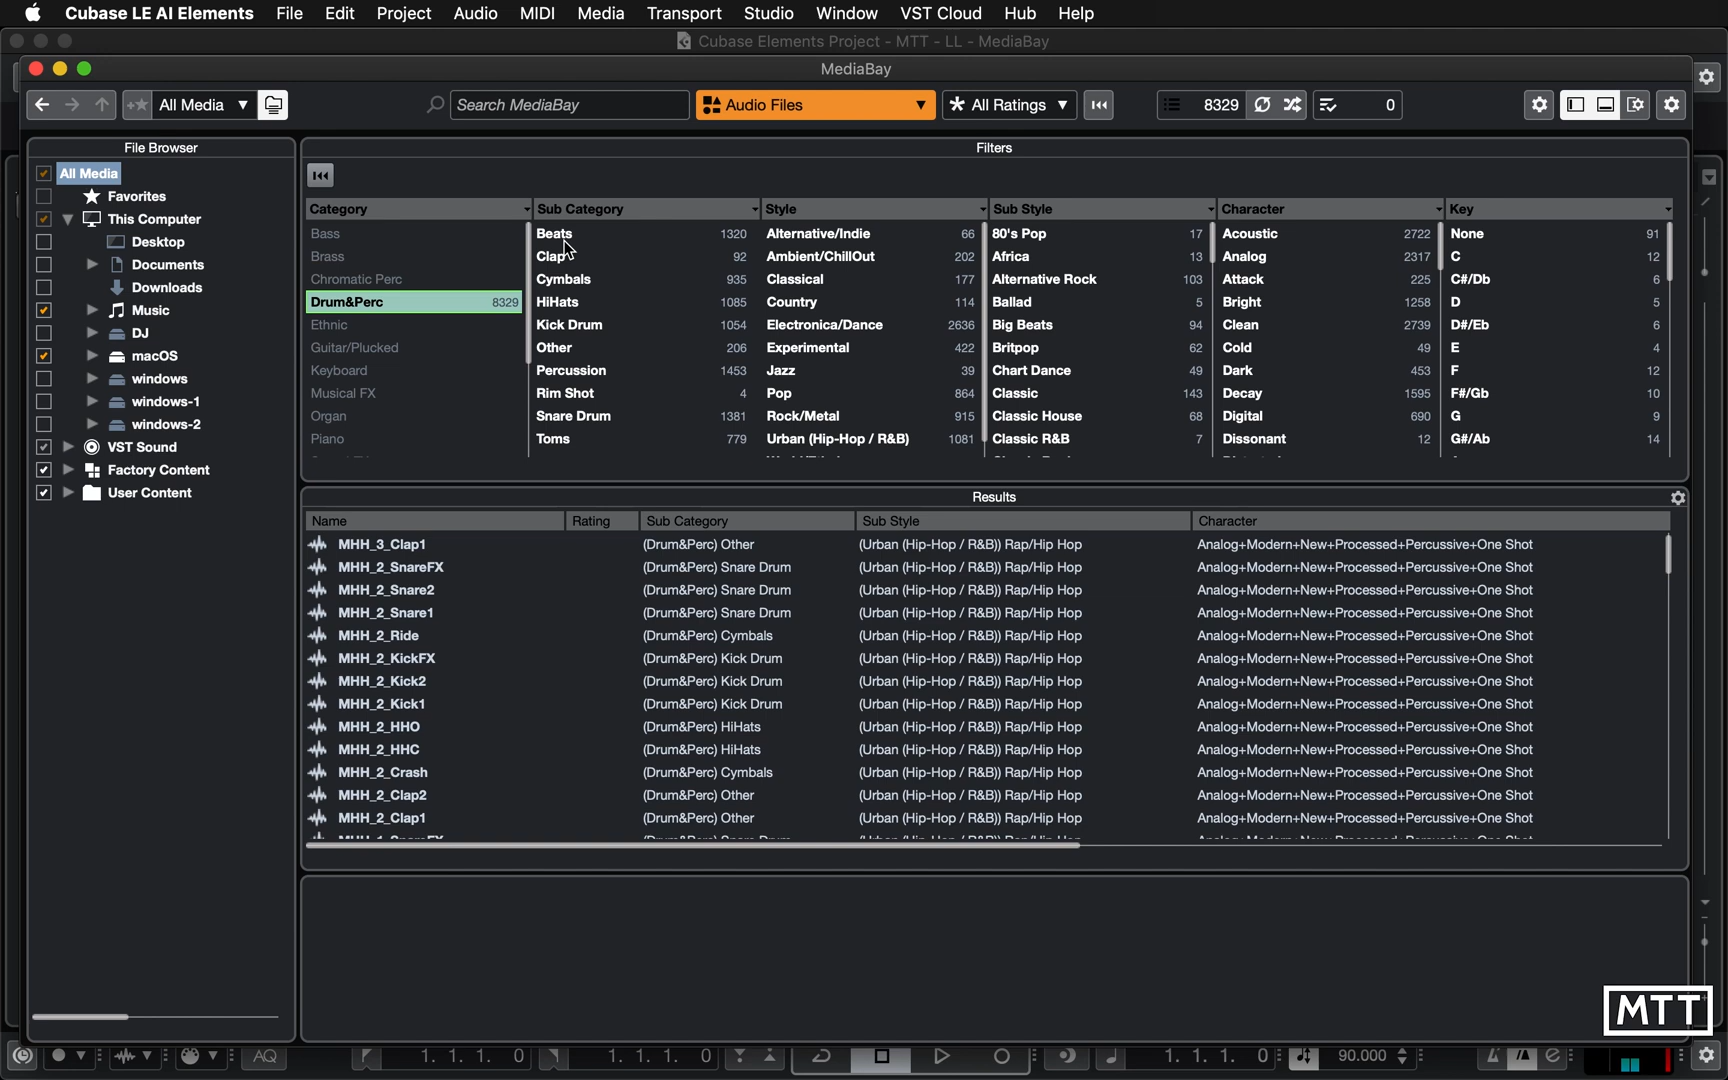 Cubase LE AI Elements File Edit Project Audio MIDI Media Transport Studio Window VST Cloud Hub Help
Cubase Elements Project - MTT - LL - MediaBay
MediaBay
All Media Search MediaBay Audio Files All Ratings 8329 0
File Browser
All Media
Favorites
This Computer
Desktop
Documents
Downloads
Music
DJ
macOS
windows
windows-1
windows-2
VST Sound
Factory Content
User Content
Filters
Category Sub Category Style Sub Style Character Key
Bass Beats 1320 Alternative/Indie 66 80's Pop 17 Acoustic 2722 None 91
Brass Clap 92 Ambient/ChillOut 202 Africa 13 Analog 2317 C 12
Chromatic Perc Cymbals 935 Classical 177 Alternative Rock 103 Attack 225 C#/Db 6
Drum&Perc 8329 HiHats 1085 Country 114 Ballad 5 Bright 1258 D 5
Ethnic Kick Drum 1054 Electronica/Dance 2636 Big Beats 94 Clean 2739 D#/Eb 6
Guitar/Plucked Other 206 Experimental 422 Britpop 62 Cold 49 E 4
Keyboard Percussion 1453 Jazz 39 Chart Dance 49 Dark 453 F 12
Musical FX Rim Shot 4 Pop 864 Classic 143 Decay 1595 F#/Gb 10
Organ Snare Drum 1381 Rock/Metal 915 Classic House 68 Digital 690 G 9
Piano Toms 779 Urban (Hip-Hop / R&B) 1081 Classic R&B 7 Dissonant 12 G#/Ab 14
Results
Name Rating Sub Category Sub Style Character
MHH_3_Clap1 (Drum&Perc) Other (Urban (Hip-Hop / R&B)) Rap/Hip Hop Analog+Modern+New+Processed+Percussive+One Shot
MHH_2_SnareFX (Drum&Perc) Snare Drum (Urban (Hip-Hop / R&B)) Rap/Hip Hop Analog+Modern+New+Processed+Percussive+One Shot
MHH_2_Snare2 (Drum&Perc) Snare Drum (Urban (Hip-Hop / R&B)) Rap/Hip Hop Analog+Modern+New+Processed+Percussive+One Shot
MHH_2_Snare1 (Drum&Perc) Snare Drum (Urban (Hip-Hop / R&B)) Rap/Hip Hop Analog+Modern+New+Processed+Percussive+One Shot
MHH_2_Ride (Drum&Perc) Cymbals (Urban (Hip-Hop / R&B)) Rap/Hip Hop Analog+Modern+New+Processed+Percussive+One Shot
MHH_2_KickFX (Drum&Perc) Kick Drum (Urban (Hip-Hop / R&B)) Rap/Hip Hop Analog+Modern+New+Processed+Percussive+One Shot
MHH_2_Kick2 (Drum&Perc) Kick Drum (Urban (Hip-Hop / R&B)) Rap/Hip Hop Analog+Modern+New+Processed+Percussive+One Shot
MHH_2_Kick1 (Drum&Perc) Kick Drum (Urban (Hip-Hop / R&B)) Rap/Hip Hop Analog+Modern+New+Processed+Percussive+One Shot
MHH_2_HHO (Drum&Perc) HiHats (Urban (Hip-Hop / R&B)) Rap/Hip Hop Analog+Modern+New+Processed+Percussive+One Shot
MHH_2_HHC (Drum&Perc) HiHats (Urban (Hip-Hop / R&B)) Rap/Hip Hop Analog+Modern+New+Processed+Percussive+One Shot
MHH_2_Crash (Drum&Perc) Cymbals (Urban (Hip-Hop / R&B)) Rap/Hip Hop Analog+Modern+New+Processed+Percussive+One Shot
MHH_2_Clap2 (Drum&Perc) Other (Urban (Hip-Hop / R&B)) Rap/Hip Hop Analog+Modern+New+Processed+Percussive+One Shot
MHH_2_Clap1 (Drum&Perc) Other (Urban (Hip-Hop / R&B)) Rap/Hip Hop Analog+Modern+New+Processed+Percussive+One Shot
MTT
AQ 1. 1. 1. 0 1. 1. 1. 0 1. 1. 1. 0 90.000